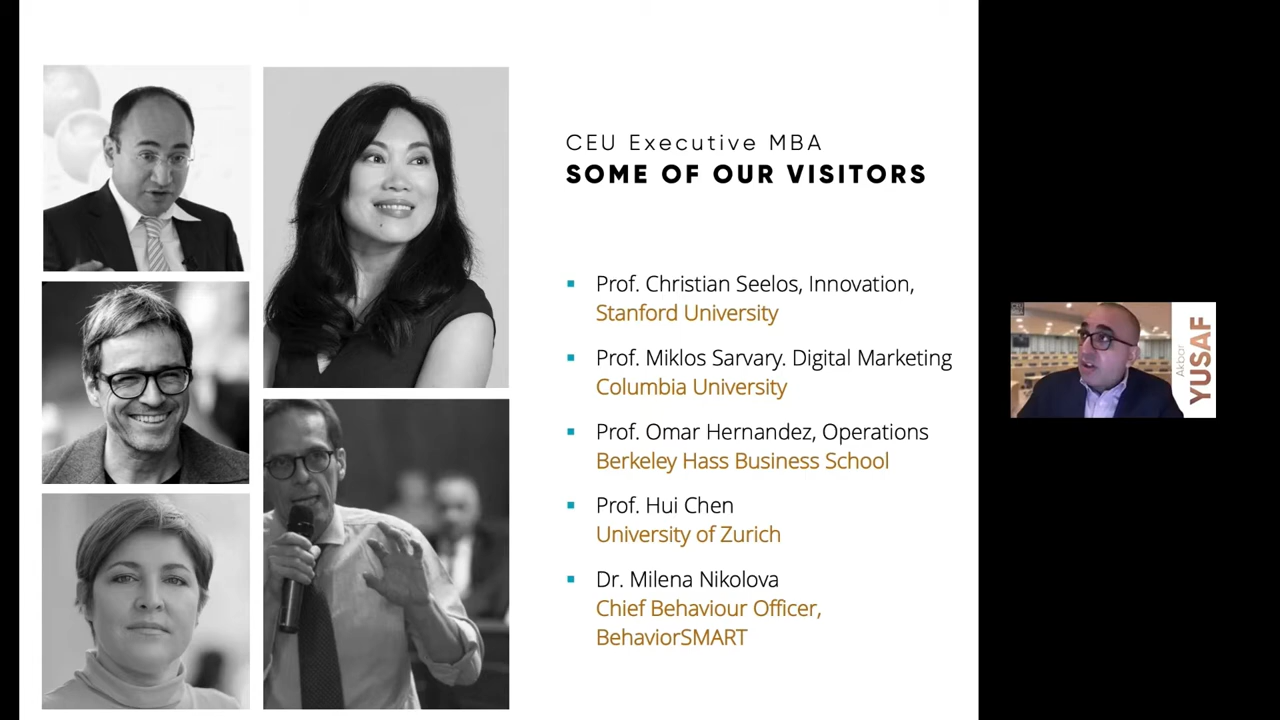 CEU Executive MBA
SOME OF OUR VISITORS
Prof. Christian Seelos, Innovation,
Stanford University
Prof. Miklos Sarvary. Digital Marketing
Columbia University
Prof. Omar Hernandez, Operations
Berkeley Hass Business School
Prof. Hui Chen
University of Zurich
Dr. Milena Nikolova
Chief Behaviour Officer,
BehaviorSMART
Akbar
YUSAF